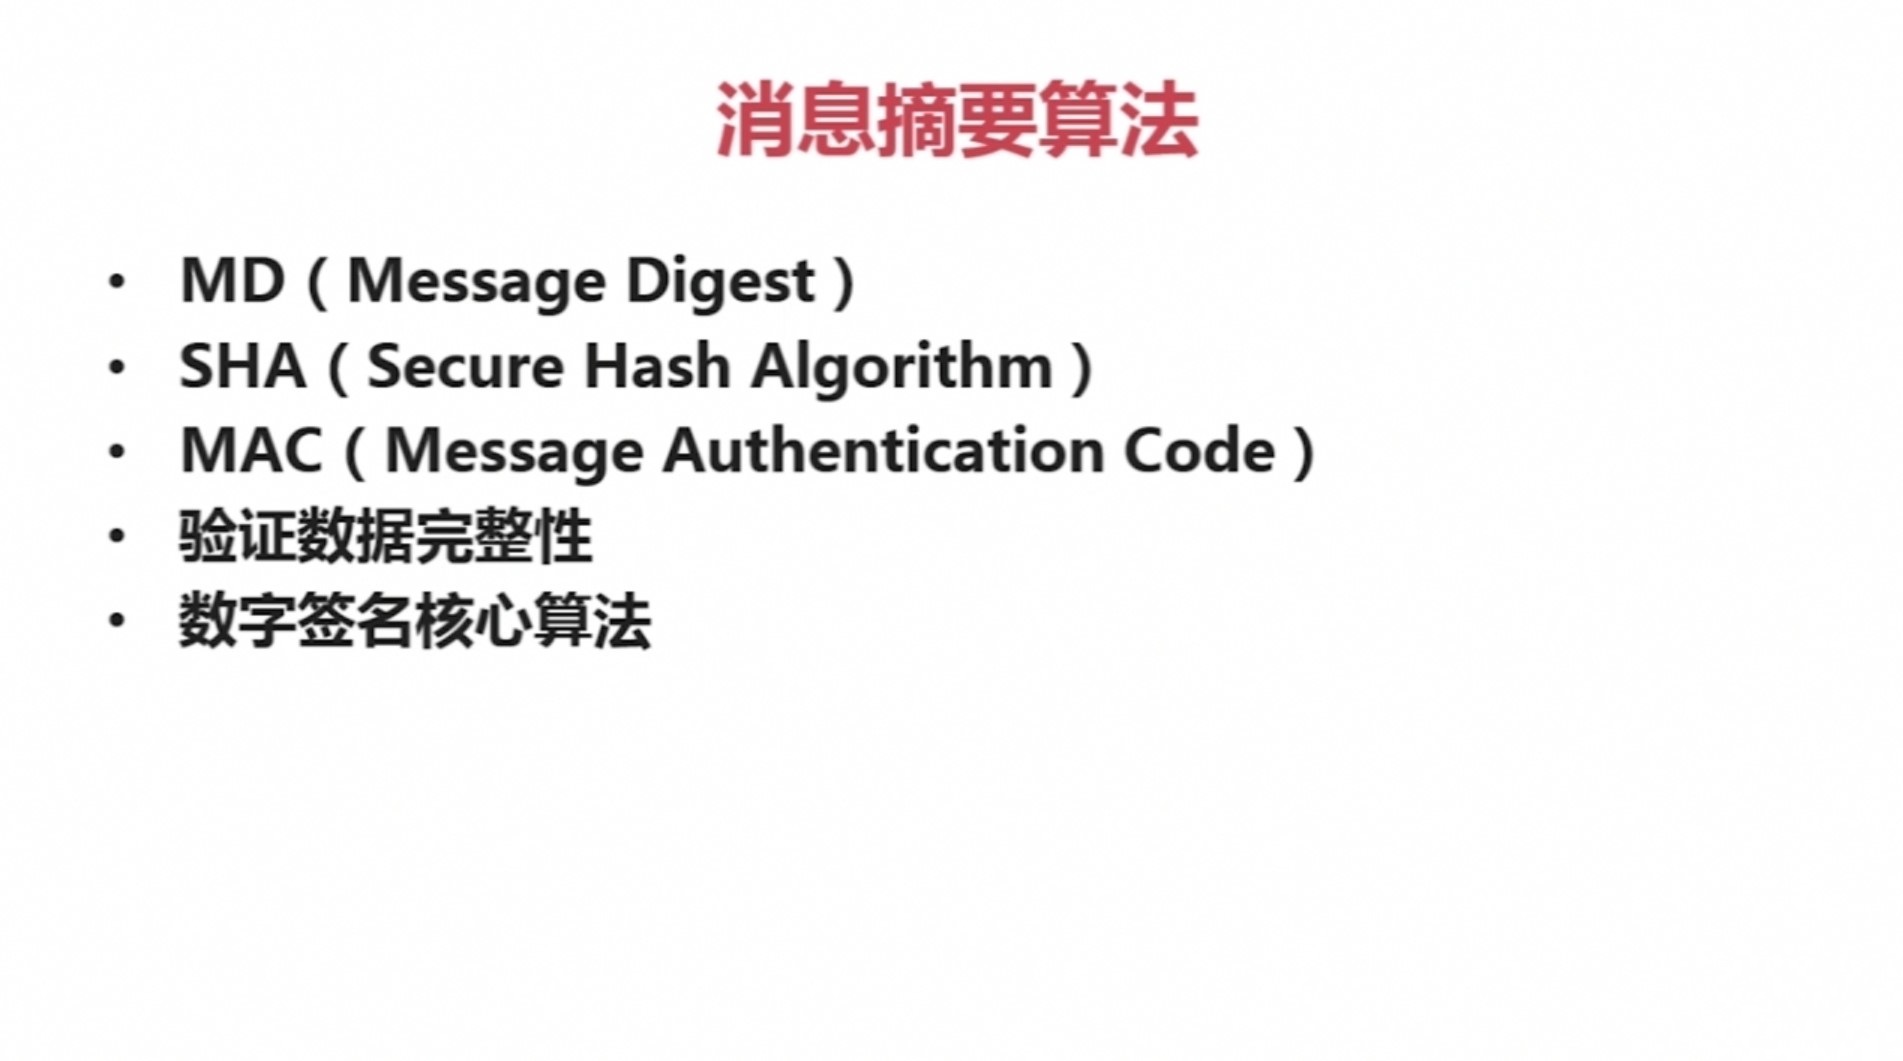 消息摘要算法
• MD（Message Digest）
• SHA（Secure Hash Algorithm）
• MAC（Message Authentication Code）
• 验证数据完整性
• 数字签名核心算法